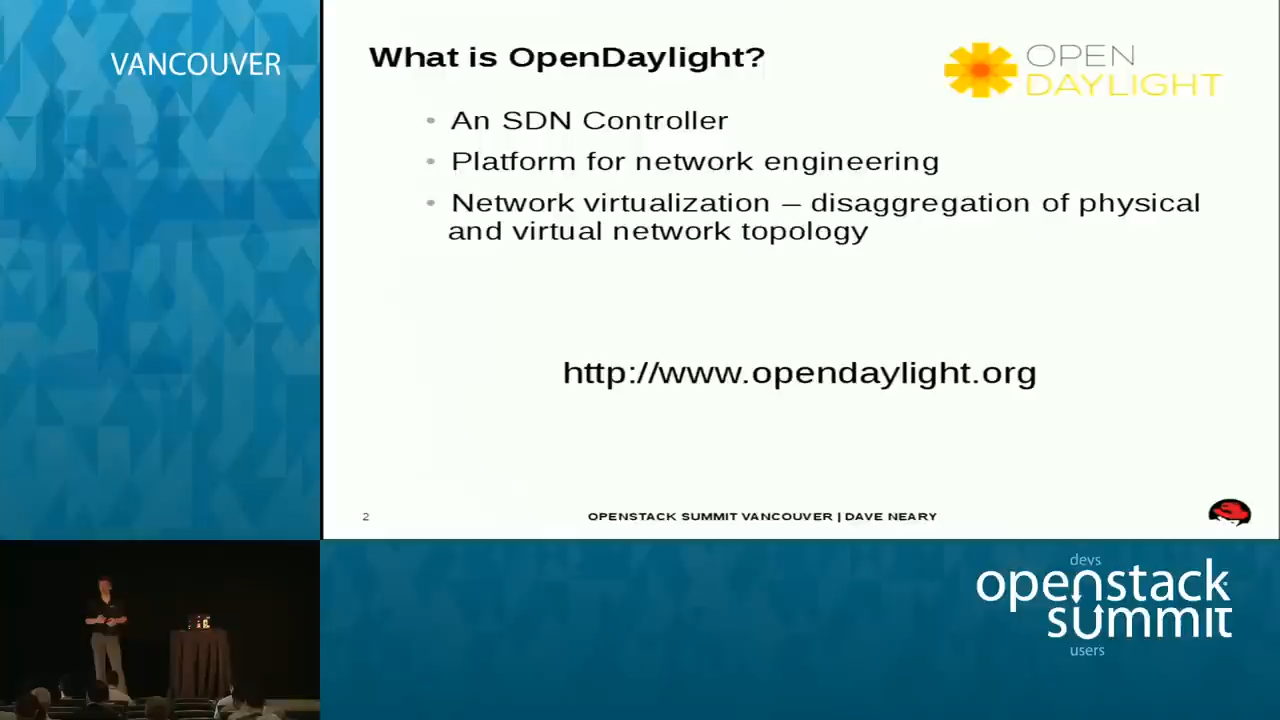 VANCOUVER
What is OpenDaylight?
OPEN
DAYLIGHT
• An SDN Controller
• Platform for network engineering
• Network virtualization – disaggregation of physical
and virtual network topology
http://www.opendaylight.org
2
OPENSTACK SUMMIT VANCOUVER | DAVE NEARY
devs
openstack
summit
users